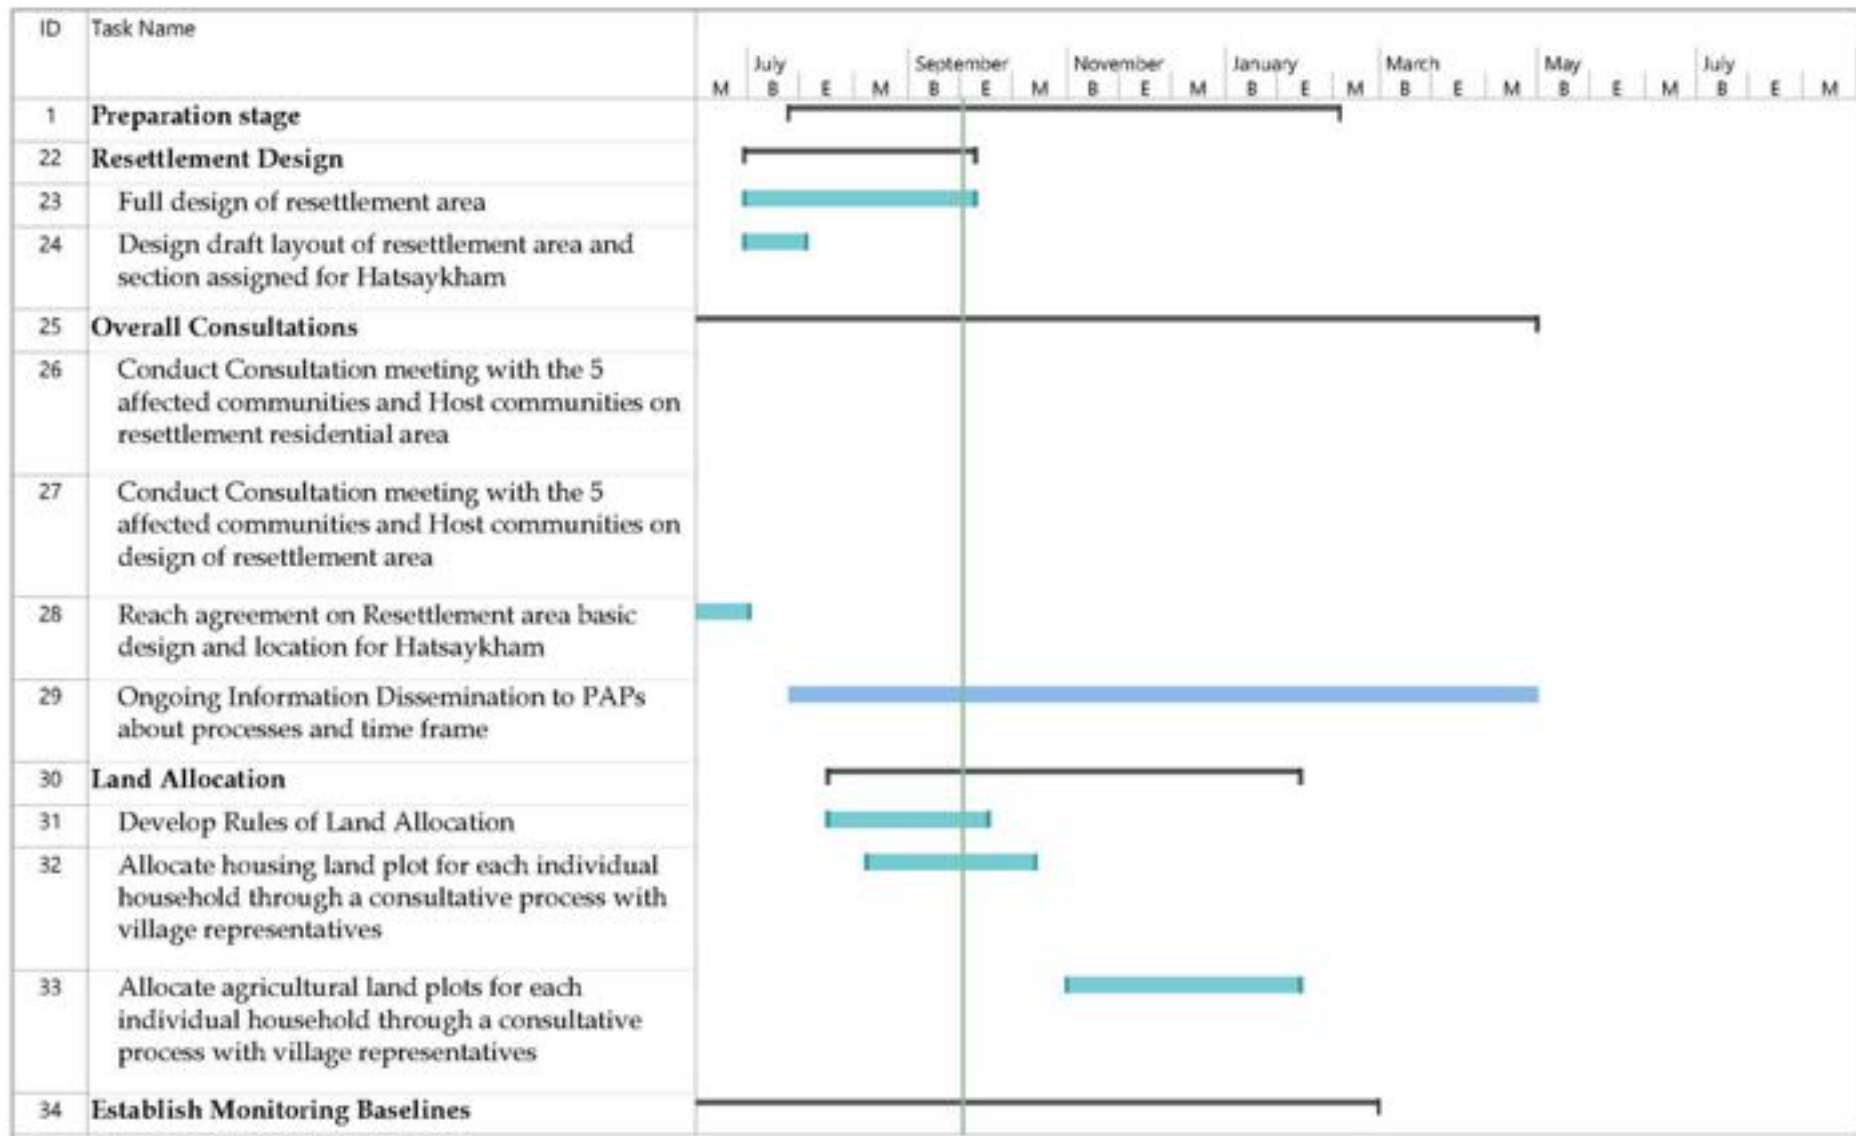 ID Task Name
July September November January March May July
M B E M B E M B E M B E M B E M B E M B E M
1 Preparation stage
22 Resettlement Design
23 Full design of resettlement area
24 Design draft layout of resettlement area and
section assigned for Hatsaykham
25 Overall Consultations
26 Conduct Consultation meeting with the 5
affected communities and Host communities on
resettlement residential area
27 Conduct Consultation meeting with the 5
affected communities and Host communities on
design of resettlement area
28 Reach agreement on Resettlement area basic
design and location for Hatsaykham
29 Ongoing Information Dissemination to PAPs
about processes and time frame
30 Land Allocation
31 Develop Rules of Land Allocation
32 Allocate housing land plot for each individual
household through a consultative process with
village representatives
33 Allocate agricultural land plots for each
individual household through a consultative
process with village representatives
34 Establish Monitoring Baselines